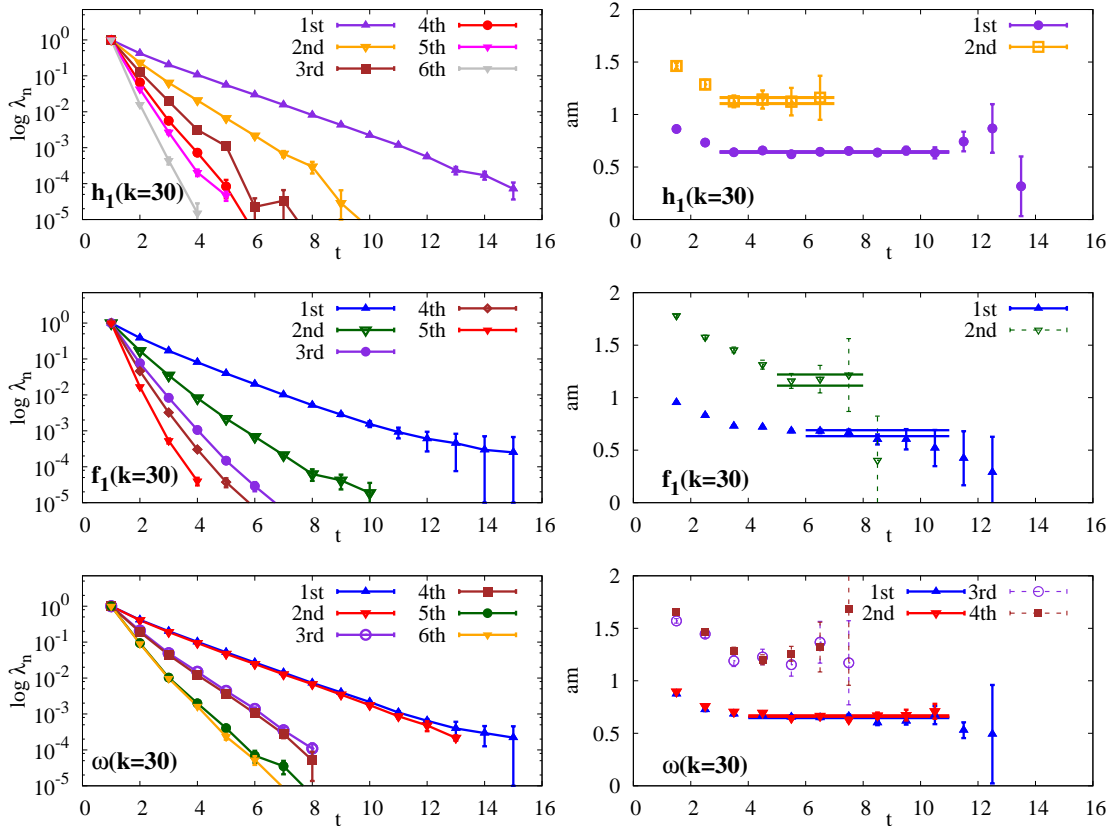 log λn
10^0
10^-1
10^-2
10^-3
10^-4
10^-5
1st
2nd
3rd
4th
5th
6th
h1(k=30)
0 2 4 6 8 10 12 14 16
t
am
2
1.5
1
0.5
0
1st
2nd
h1(k=30)
0 2 4 6 8 10 12 14 16
t
log λn
10^0
10^-1
10^-2
10^-3
10^-4
10^-5
1st
2nd
3rd
4th
5th
f1(k=30)
0 2 4 6 8 10 12 14 16
t
am
2
1.5
1
0.5
0
1st
2nd
f1(k=30)
0 2 4 6 8 10 12 14 16
t
log λn
10^0
10^-1
10^-2
10^-3
10^-4
10^-5
1st
2nd
3rd
4th
5th
6th
ω(k=30)
0 2 4 6 8 10 12 14 16
t
am
2
1.5
1
0.5
0
1st
2nd
3rd
4th
ω(k=30)
0 2 4 6 8 10 12 14 16
t